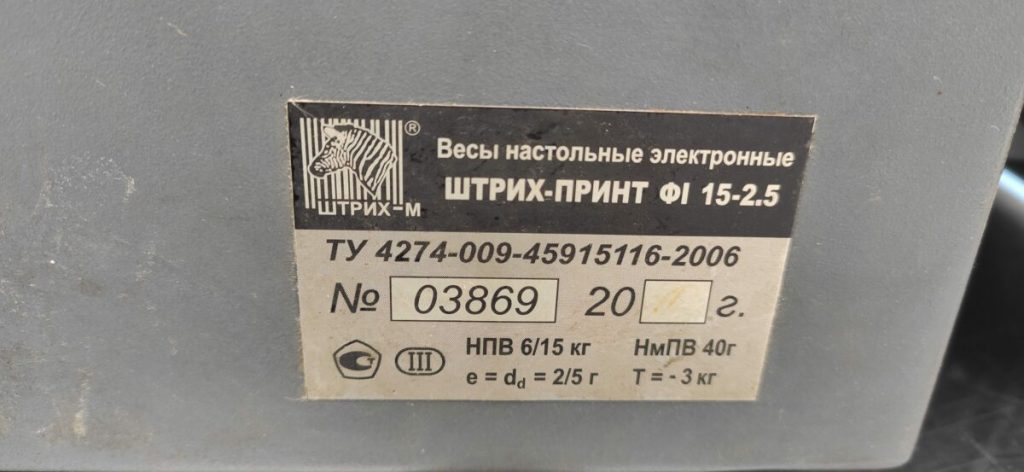 ШТРИХ-М ®
Весы настольные электронные
ШТРИХ-ПРИНТ ФI 15-2.5
ТУ 4274-009-45915116-2006
№ 03869 20 г.
III
НПВ 6/15 кг НмПВ 40г
e = dd = 2/5 г Т = - 3 кг